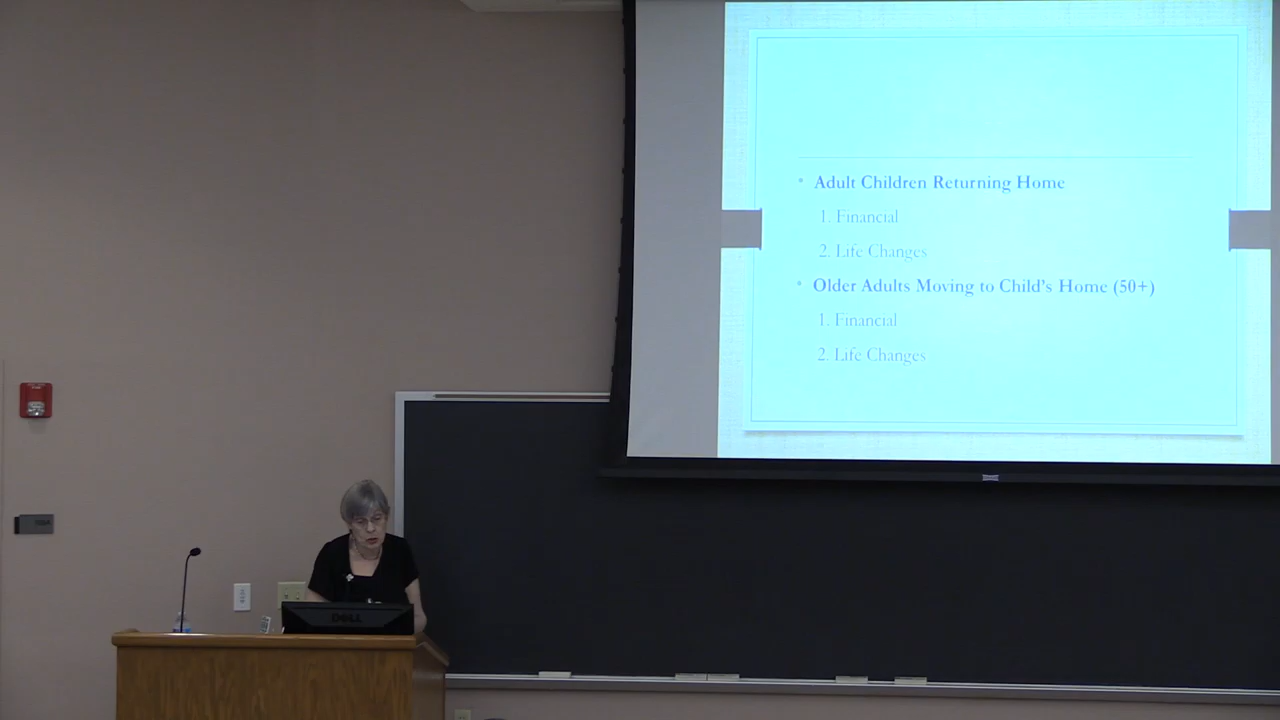 • Adult Children Returning Home
1. Financial
2. Life Changes
• Older Adults Moving to Child's Home (50+)
1. Financial
2. Life Changes
DELL